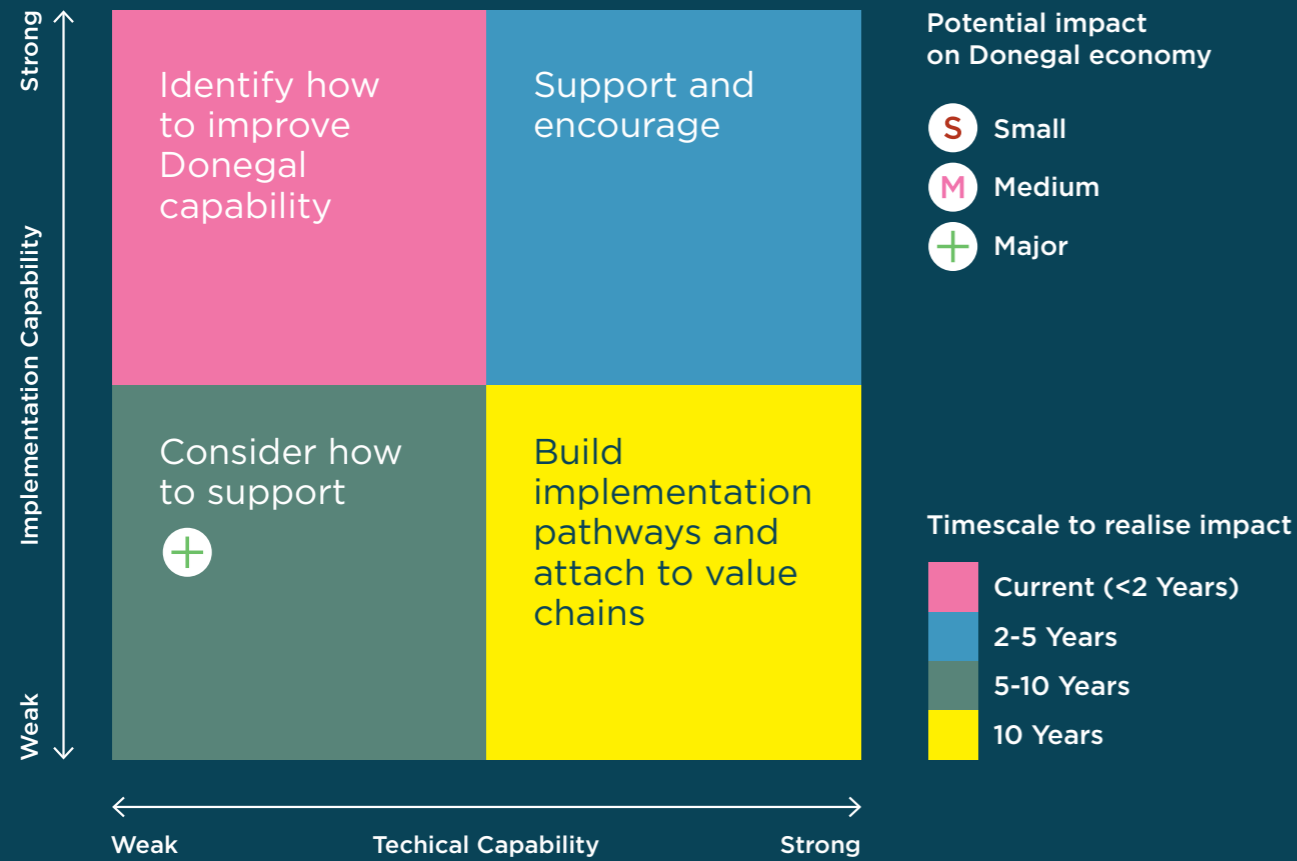 Strong
Implementation Capability
Weak
Identify how
to improve
Donegal
capability
Support and
encourage
Consider how
to support
+
Build
implementation
pathways and
attach to value
chains
Weak
Techical Capability
Strong
Potential impact
on Donegal economy
S Small
M Medium
+ Major
Timescale to realise impact
Current (<2 Years)
2-5 Years
5-10 Years
10 Years